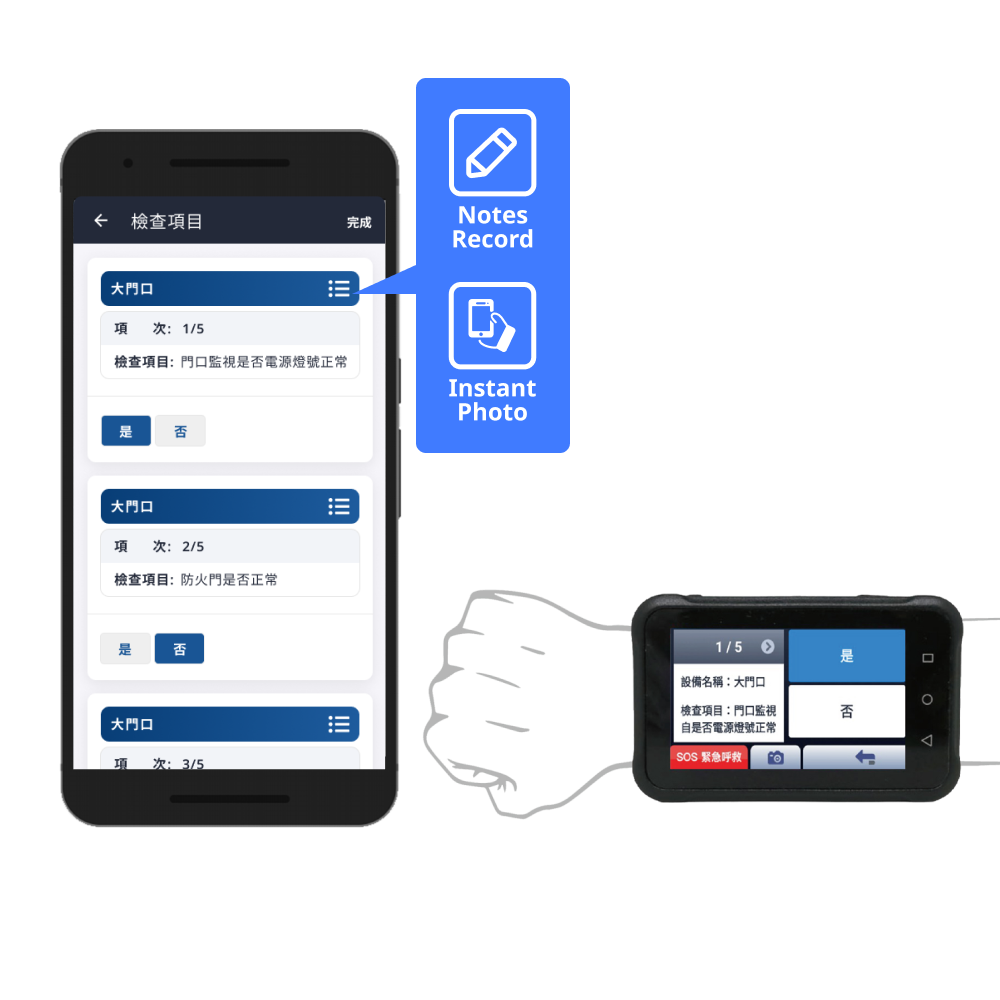 檢查項目
完成
大門口
項 次: 1/5
檢查項目: 門口監視是否電源燈號正常
是 否
大門口
項 次: 2/5
檢查項目: 防火門是否正常
是 否
大門口
項 次: 3/5
Notes
Record
Instant
Photo
1 / 5
設備名稱：大門口
檢查項目：門口監視
自是否電源燈號正常
是
否
SOS 緊急呼救